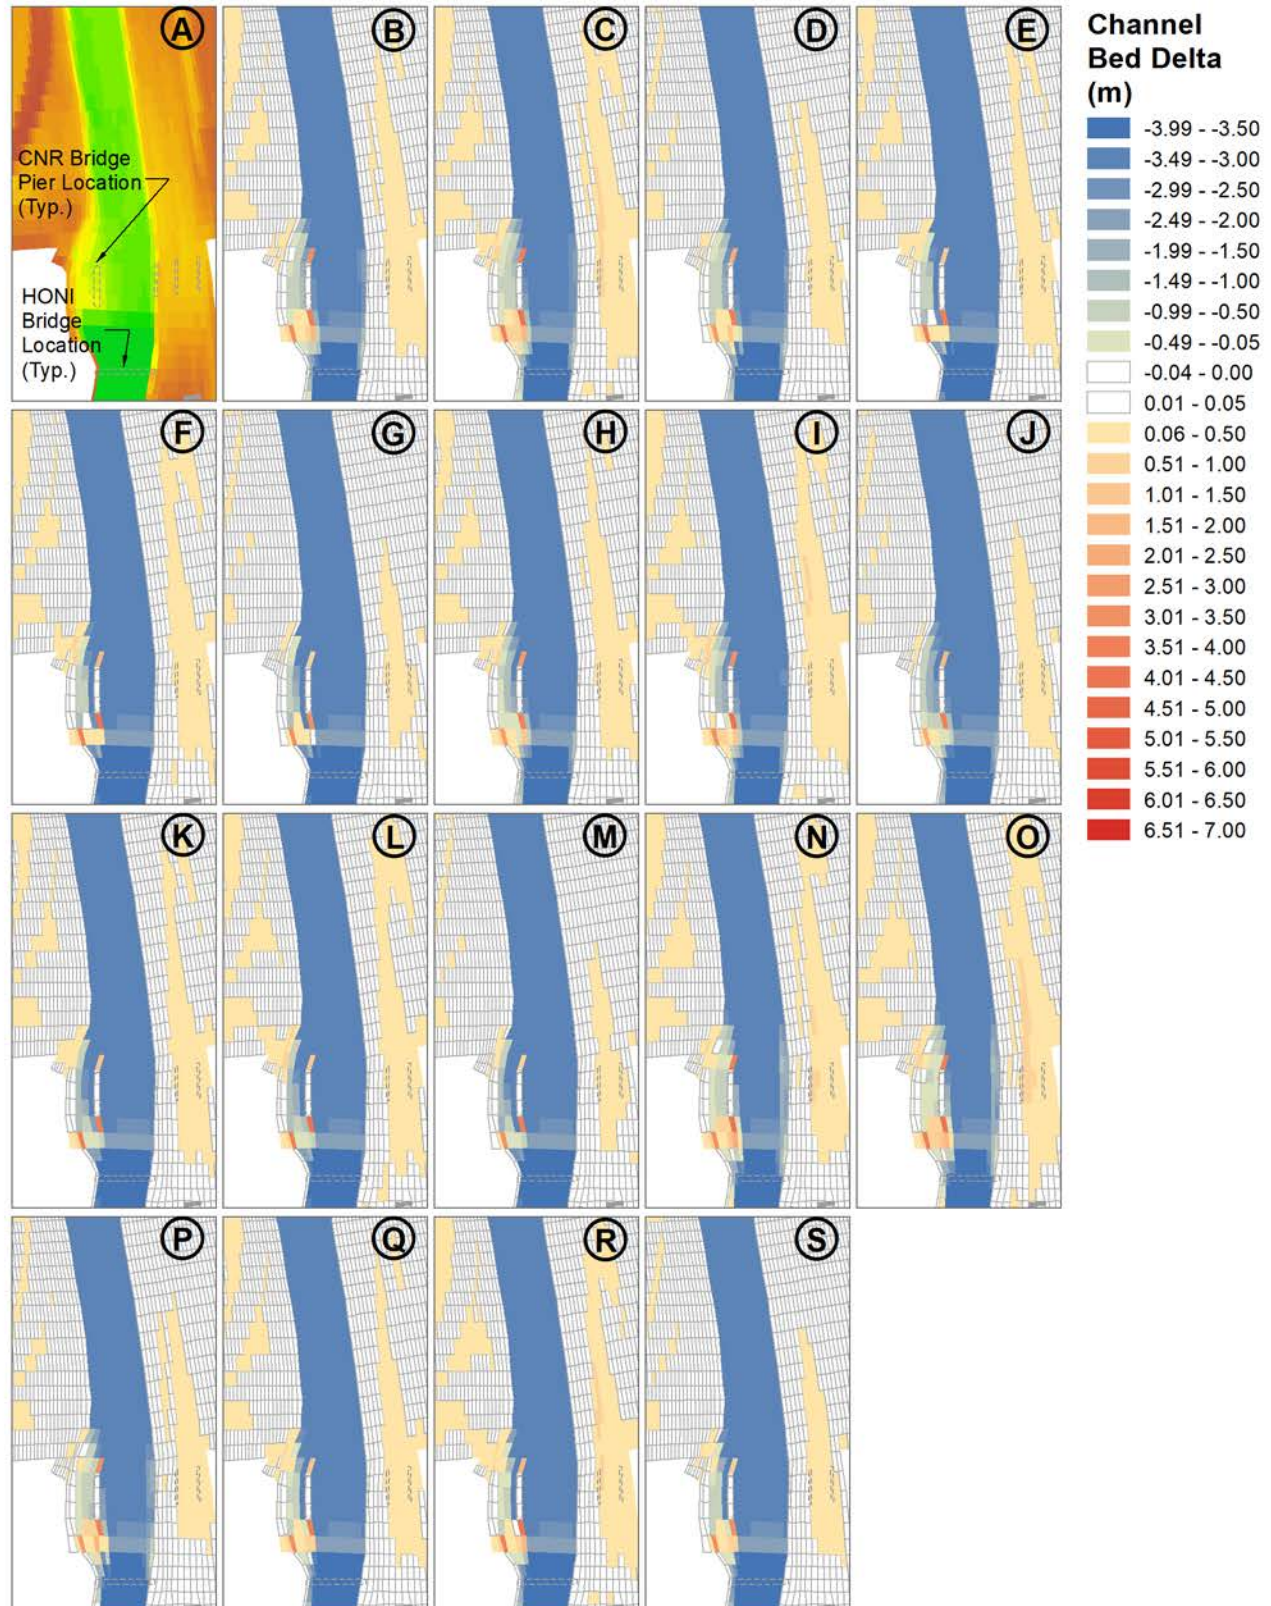 A
B
C
D
E
CNR Bridge
Pier Location
(Typ.)
HONI
Bridge
Location
(Typ.)
F
G
H
I
J
K
L
M
N
O
P
Q
R
S
Channel
Bed Delta
(m)
-3.99 - -3.50
-3.49 - -3.00
-2.99 - -2.50
-2.49 - -2.00
-1.99 - -1.50
-1.49 - -1.00
-0.99 - -0.50
-0.49 - -0.05
-0.04 - 0.00
0.01 - 0.05
0.06 - 0.50
0.51 - 1.00
1.01 - 1.50
1.51 - 2.00
2.01 - 2.50
2.51 - 3.00
3.01 - 3.50
3.51 - 4.00
4.01 - 4.50
4.51 - 5.00
5.01 - 5.50
5.51 - 6.00
6.01 - 6.50
6.51 - 7.00